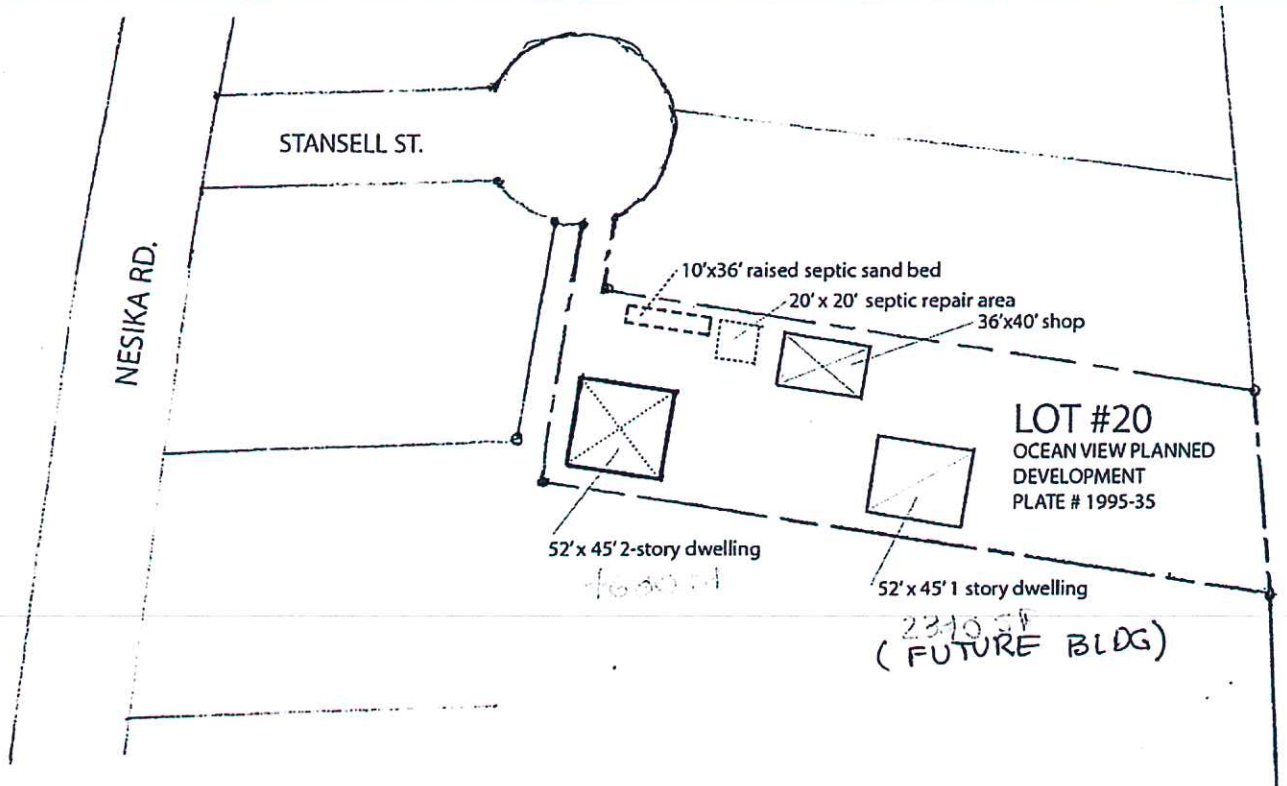 STANSELL ST.
NESIKA RD.
10'x36' raised septic sand bed
20' x 20' septic repair area
36'x40' shop
LOT #20
OCEAN VIEW PLANNED
DEVELOPMENT
PLATE # 1995-35
52' x 45' 2-story dwelling
52' x 45' 1 story dwelling
2340 SF
(FUTURE BLDG)